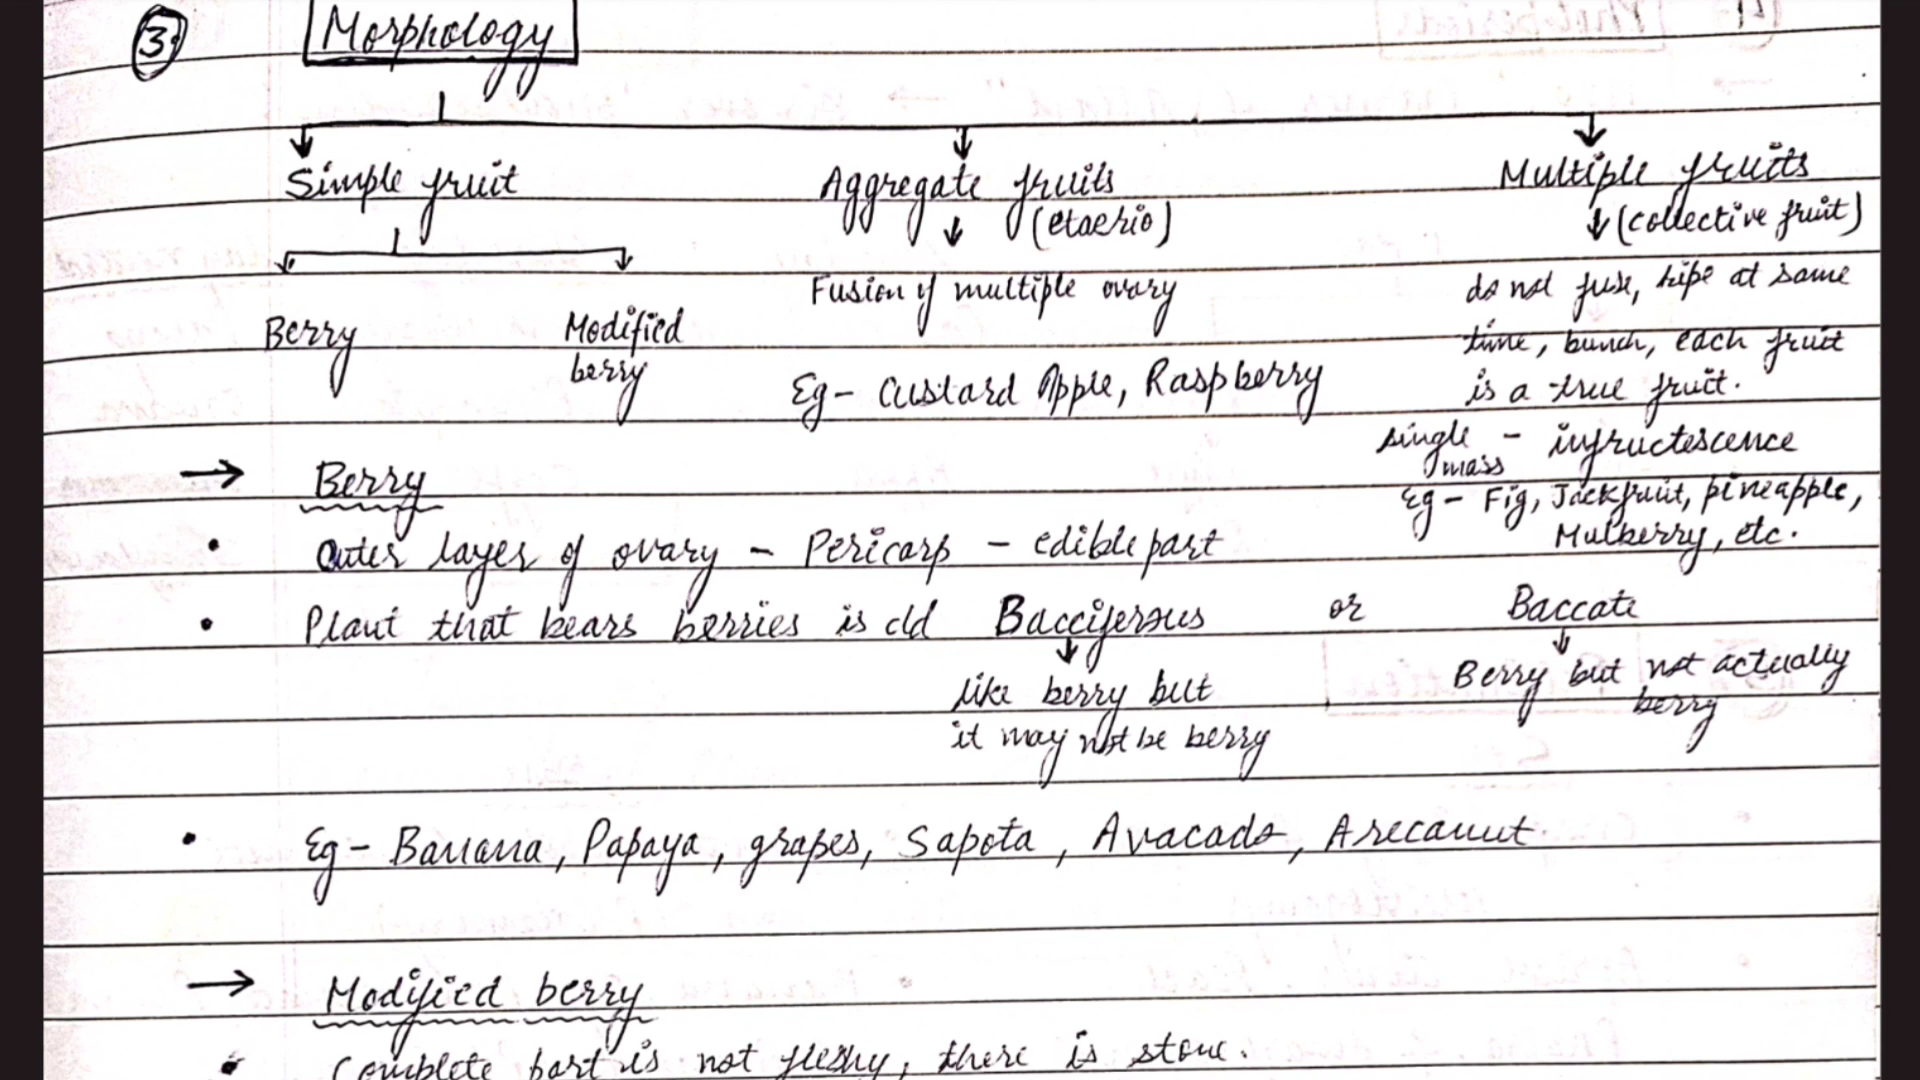 3.
Morphology
Simple fruit
Aggregate fruits
(etaerio)
Multiple fruits
(collective fruit)
Berry
Modified
berry
Fusion of multiple ovary
Eg - Custard Apple, Raspberry
do not fuse, ripe at same
time, bunch, each fruit
is a true fruit.
single - infructescence
mass
Eg - Fig, Jackfruit, pineapple,
Mulberry, etc.
→ Berry
• Outer layer of ovary - Pericarp - edible part
• Plant that bears berries is cld Bacciferous or Baccate
like berry but
it may not be berry
Berry but not actually
berry
• Eg - Banana, Papaya, grapes, Sapota, Avacado, Arecanut
→ Modified berry
• Complete part is not fleshy, there is stone.